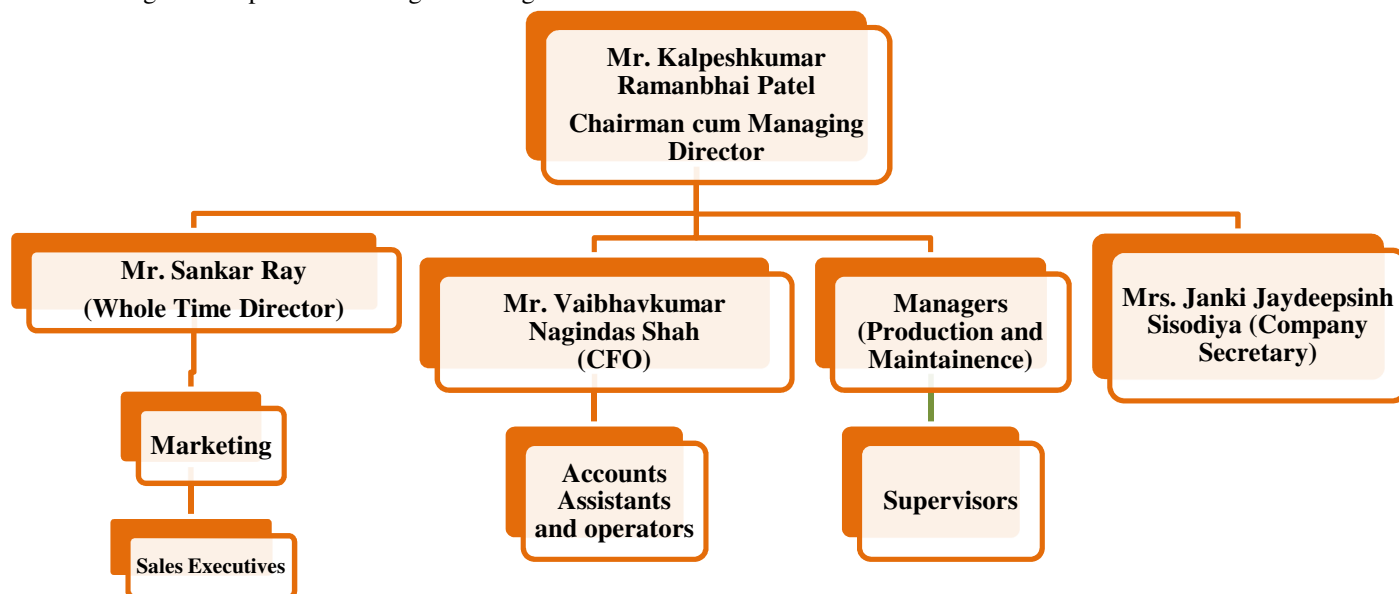 Mr. Kalpeshkumar
Ramanbhai Patel
Chairman cum Managing
Director
Mr. Sankar Ray
(Whole Time Director)
Mr. Vaibhavkumar
Nagindas Shah
(CFO)
Managers
(Production and
Maintainence)
Mrs. Janki Jaydeepsinh
Sisodiya (Company
Secretary)
Marketing
Accounts
Assistants
and operators
Supervisors
Sales Executives